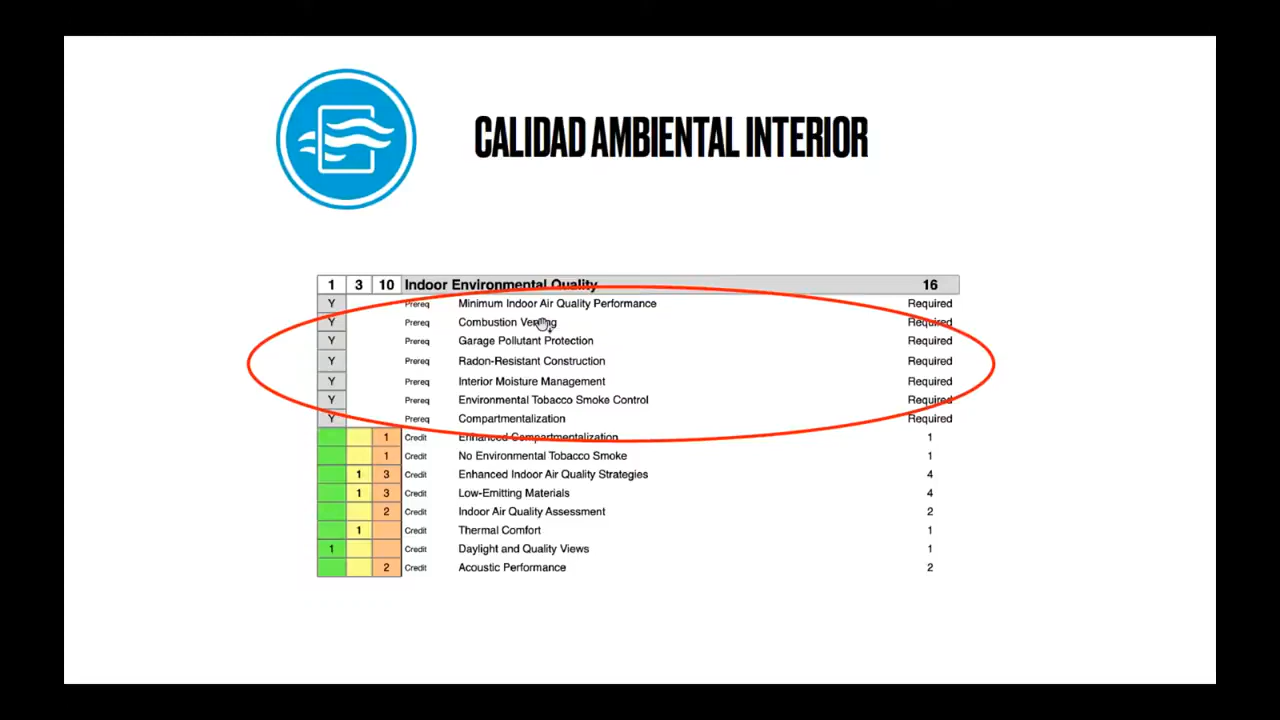 CALIDAD AMBIENTAL INTERIOR
1 3 10 Indoor Environmental Quality 16
Y Prereq Minimum Indoor Air Quality Performance Required
Y Prereq Combustion Venting Required
Y Prereq Garage Pollutant Protection Required
Y Prereq Radon-Resistant Construction Required
Y Prereq Interior Moisture Management Required
Y Prereq Environmental Tobacco Smoke Control Required
Y Prereq Compartmentalization Required
1 Credit Enhanced Compartmentalization 1
1 Credit No Environmental Tobacco Smoke 1
1 3 Credit Enhanced Indoor Air Quality Strategies 4
1 3 Credit Low-Emitting Materials 4
2 Credit Indoor Air Quality Assessment 2
1 Credit Thermal Comfort 1
1 Credit Daylight and Quality Views 1
2 Credit Acoustic Performance 2